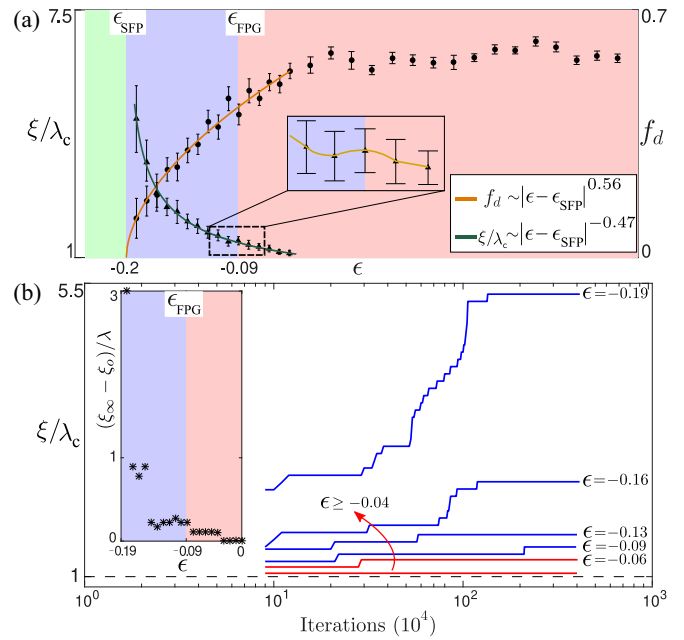 (a)
7.5
ϵSFP
ϵFPG
0.7
ξ/λc
fd
fd ∼|ϵ−ϵSFP|^0.56
ξ/λc∼|ϵ−ϵSFP|^−0.47
1
-0.2
-0.09
ϵ
0
(b)
5.5
ξ/λc
1
(ξ∞ − ξo)/λ
3
1
0
ϵFPG
-0.19
-0.09
0
ϵ
ϵ=−0.19
ϵ=−0.16
ϵ ≥ −0.04
ϵ=−0.13
ϵ=−0.09
ϵ=−0.06
10^0
10^1
10^2
10^3
Iterations (10^4)